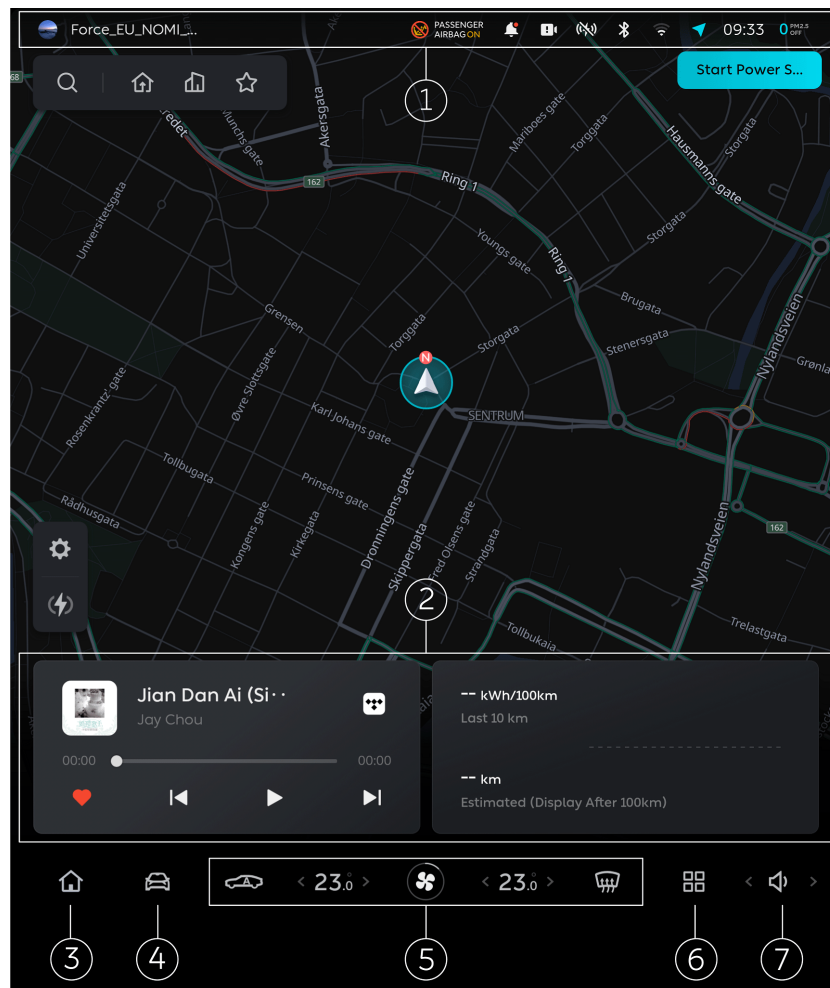 Force_EU_NOMI_...
PASSENGER
AIRBAG ON
09:33
0 PM2.5
OFF
Start Power S...
1
68
162
Akersgata
Munchs gate
Mariboes gate
Torggata
Hausmanns gate
Storgata
Ring 1
Universitetsgata
Youngs gate
Ring 1
Storgata
Brugata
Stenersgata
Nylandsveien
Grensen
Torggata
Storgata
N
Rosenkrantz' gate
Øvre Slottsgate
Karl Johans gate
SENTRUM
Tollbugata
Prinsens gate
Rådhusgata
Kongens gate
Kirkegata
Dronningens gate
Skippergata
Strandgata
162
Nylandsveien
2
Tollbukaia
Trelastgata
Jian Dan Ai (Si··
Jay Chou
00:00
00:00
-- kWh/100km
Last 10 km
-- km
Estimated (Display After 100km)
< 23.0 >
< 23.0 >
3
4
5
6
7